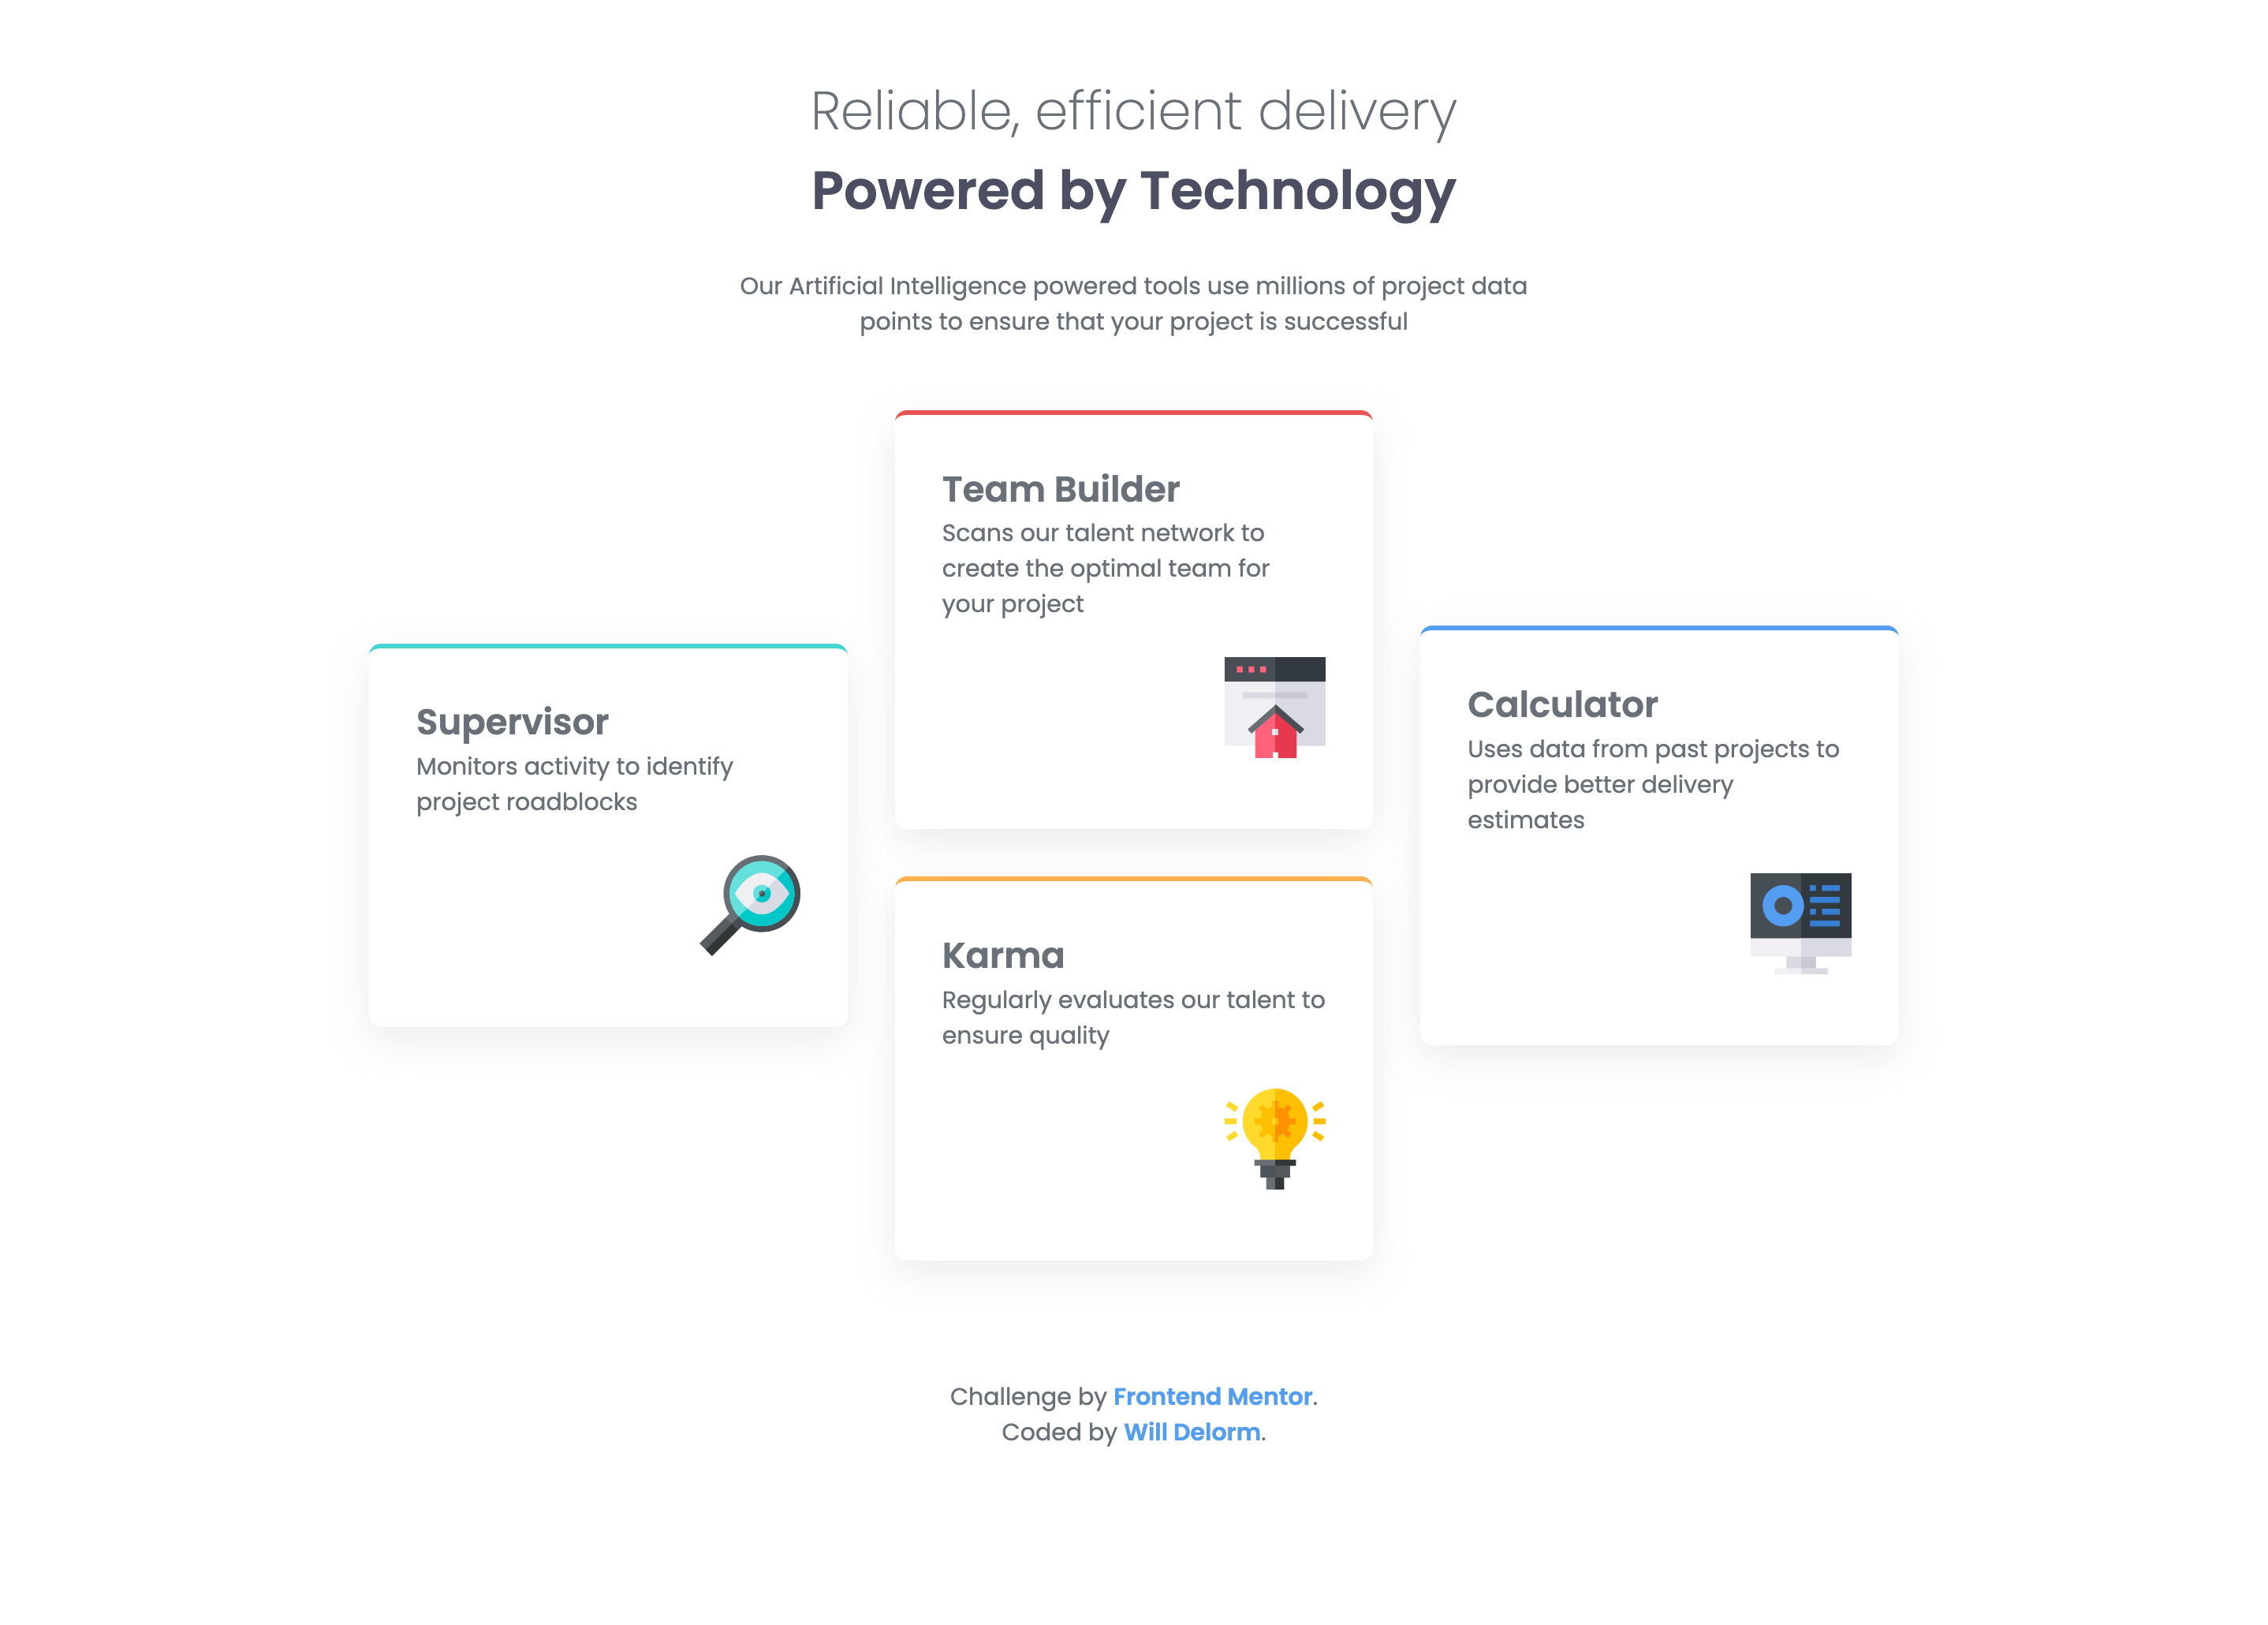 Reliable, efficient delivery
Powered by Technology
Our Artificial Intelligence powered tools use millions of project data
points to ensure that your project is successful
Supervisor
Monitors activity to identify
project roadblocks
Team Builder
Scans our talent network to
create the optimal team for
your project
Karma
Regularly evaluates our talent to
ensure quality
Calculator
Uses data from past projects to
provide better delivery
estimates
Challenge by Frontend Mentor.
Coded by Will Delorm.